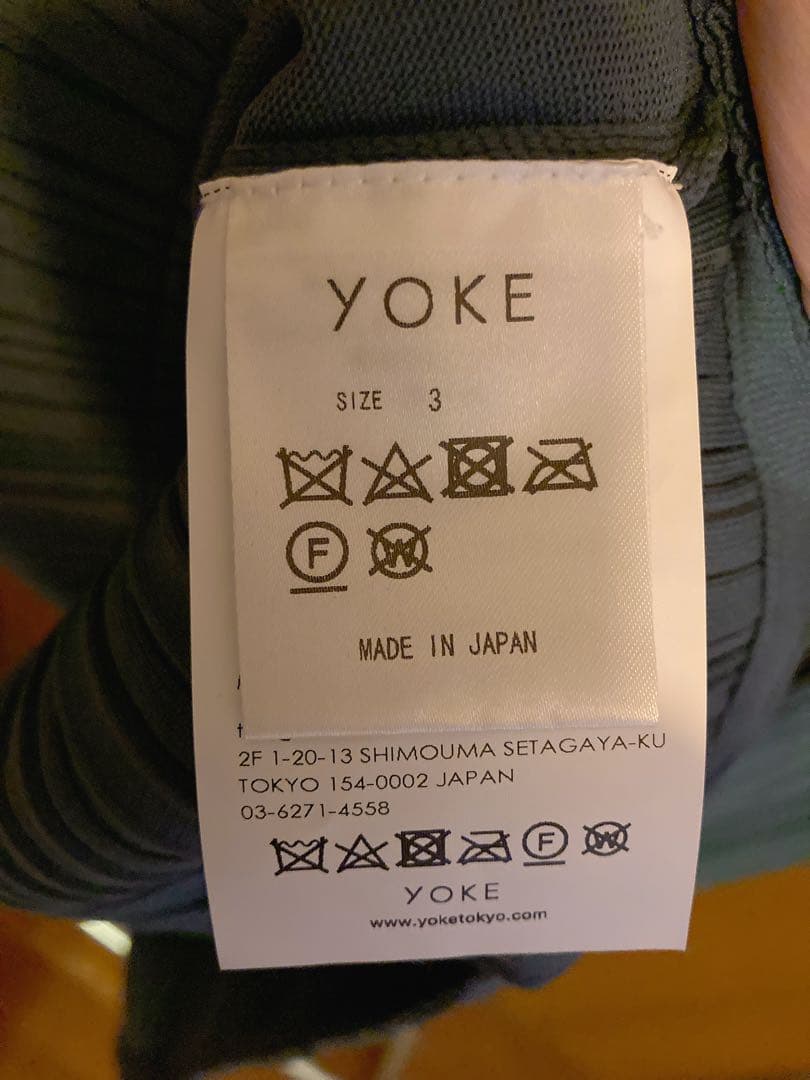 YOKE
SIZE 3
F W
MADE IN JAPAN
2F 1-20-13 SHIMOUMA SETAGAYA-KU
TOKYO 154-0002 JAPAN
03-6271-4558
F W
YOKE
www.yoketokyo.com